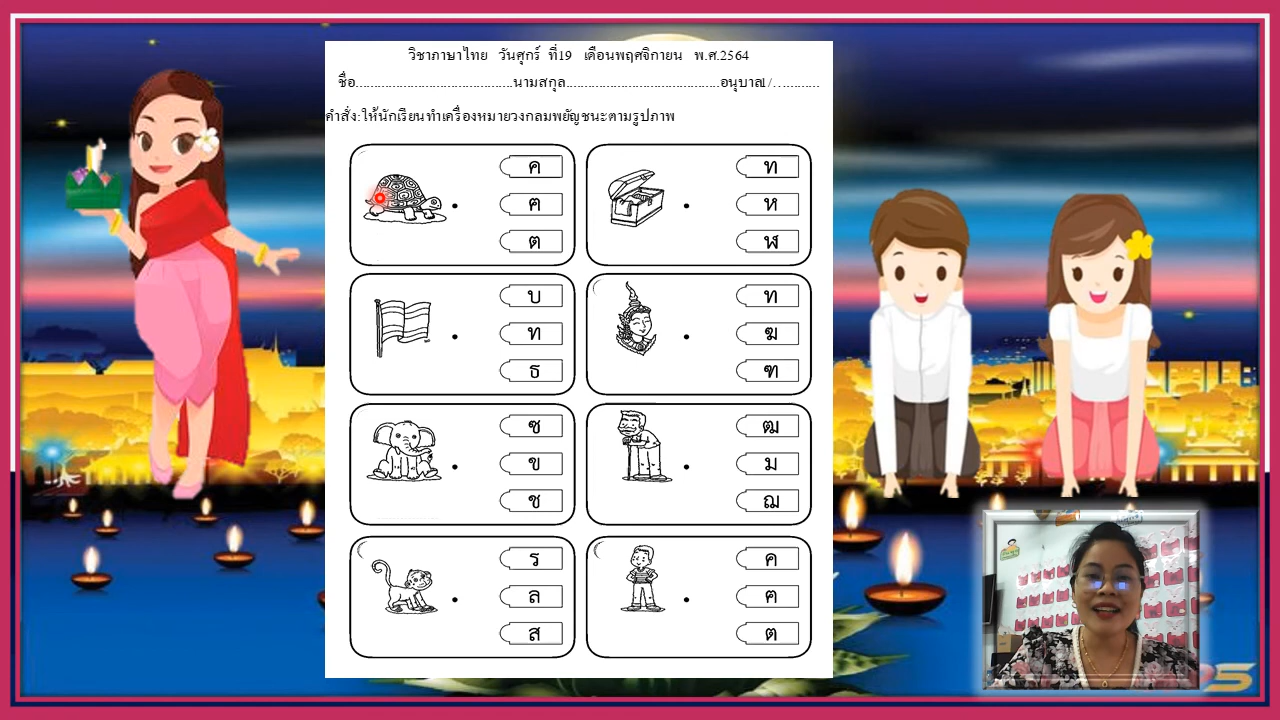 วิชาภาษาไทย วันศุกร์ ที่19 เดือนพฤศจิกายน พ.ศ.2564
ชื่อ........................................นามสกุล........................................อนุบาล1/...........
คำสั่ง:ให้นักเรียนทำเครื่องหมายวงกลมพยัญชนะตามรูปภาพ
ค
ฅ
ต
ท
ห
ฬ
บ
ท
ธ
ท
ฆ
ฑ
ช
ข
ซ
ฒ
ม
ฌ
ร
ล
ส
ค
ฅ
ต